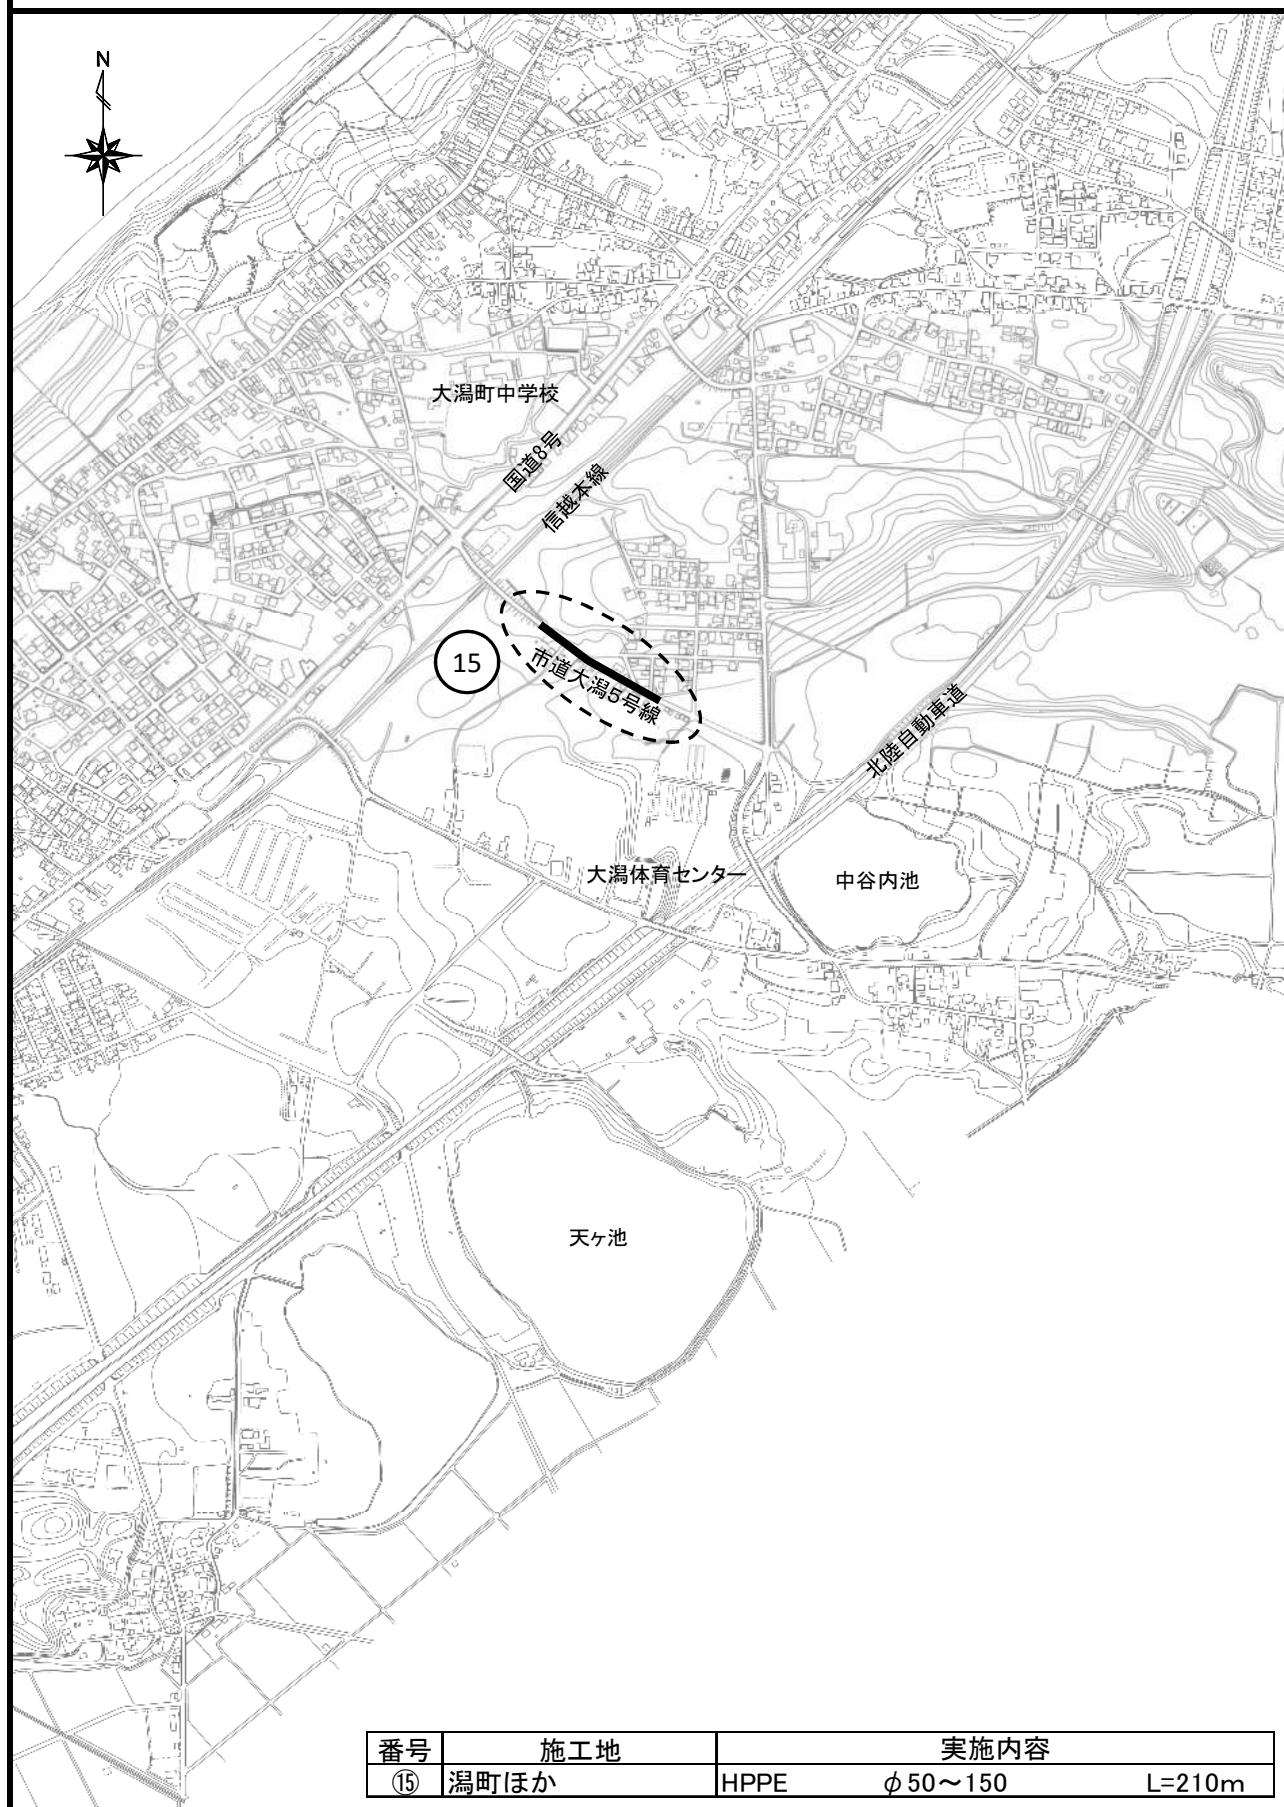 N
大潟町中学校
国道8号
信越本線
15
市道大潟5号線
北陸自動車道
大潟体育センター
中谷内池
天ヶ池
番号 施工地 実施内容
⑮ 潟町ほか HPPE φ50～150 L=210m